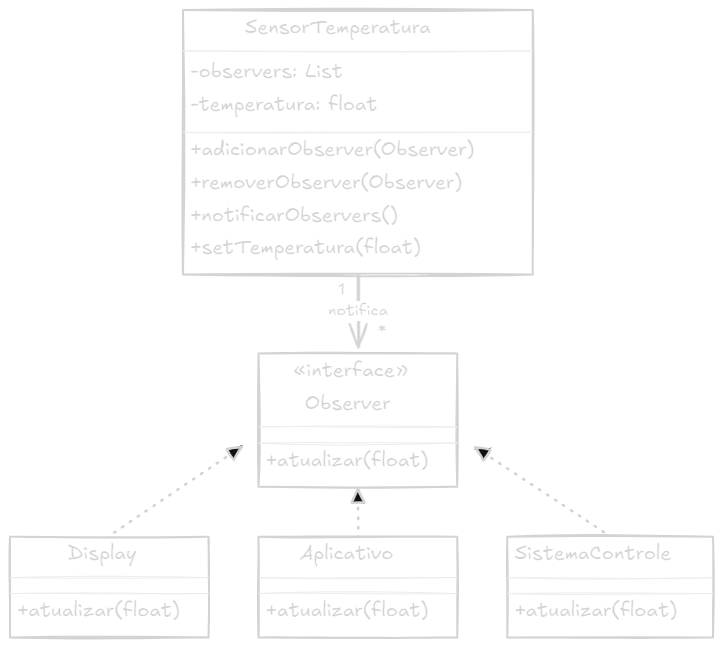 SensorTemperatura
-observers: List
-temperatura: float
+adicionarObserver(Observer)
+removerObserver(Observer)
+notificarObservers()
+setTemperatura(float)
1
notifica
*
«interface»
Observer
+atualizar(float)
Display
+atualizar(float)
Aplicativo
+atualizar(float)
SistemaControle
+atualizar(float)